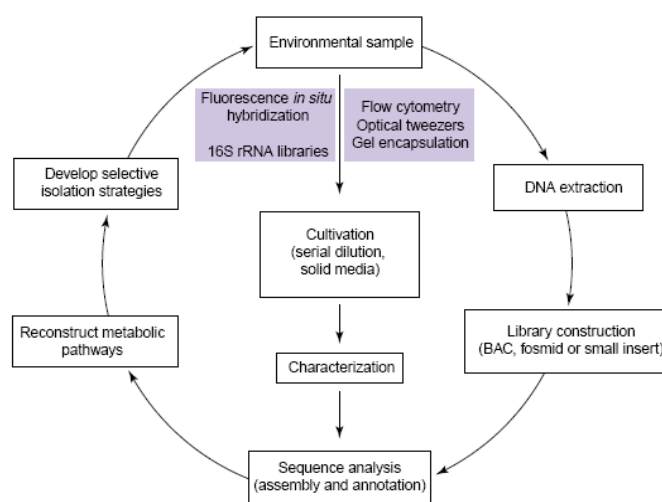 Environmental sample
Fluorescence in situ
hybridization
16S rRNA libraries
Flow cytometry
Optical tweezers
Gel encapsulation
Develop selective
isolation strategies
DNA extraction
Cultivation
(serial dilution,
solid media)
Reconstruct metabolic
pathways
Library construction
(BAC, fosmid or small insert)
Characterization
Sequence analysis
(assembly and annotation)